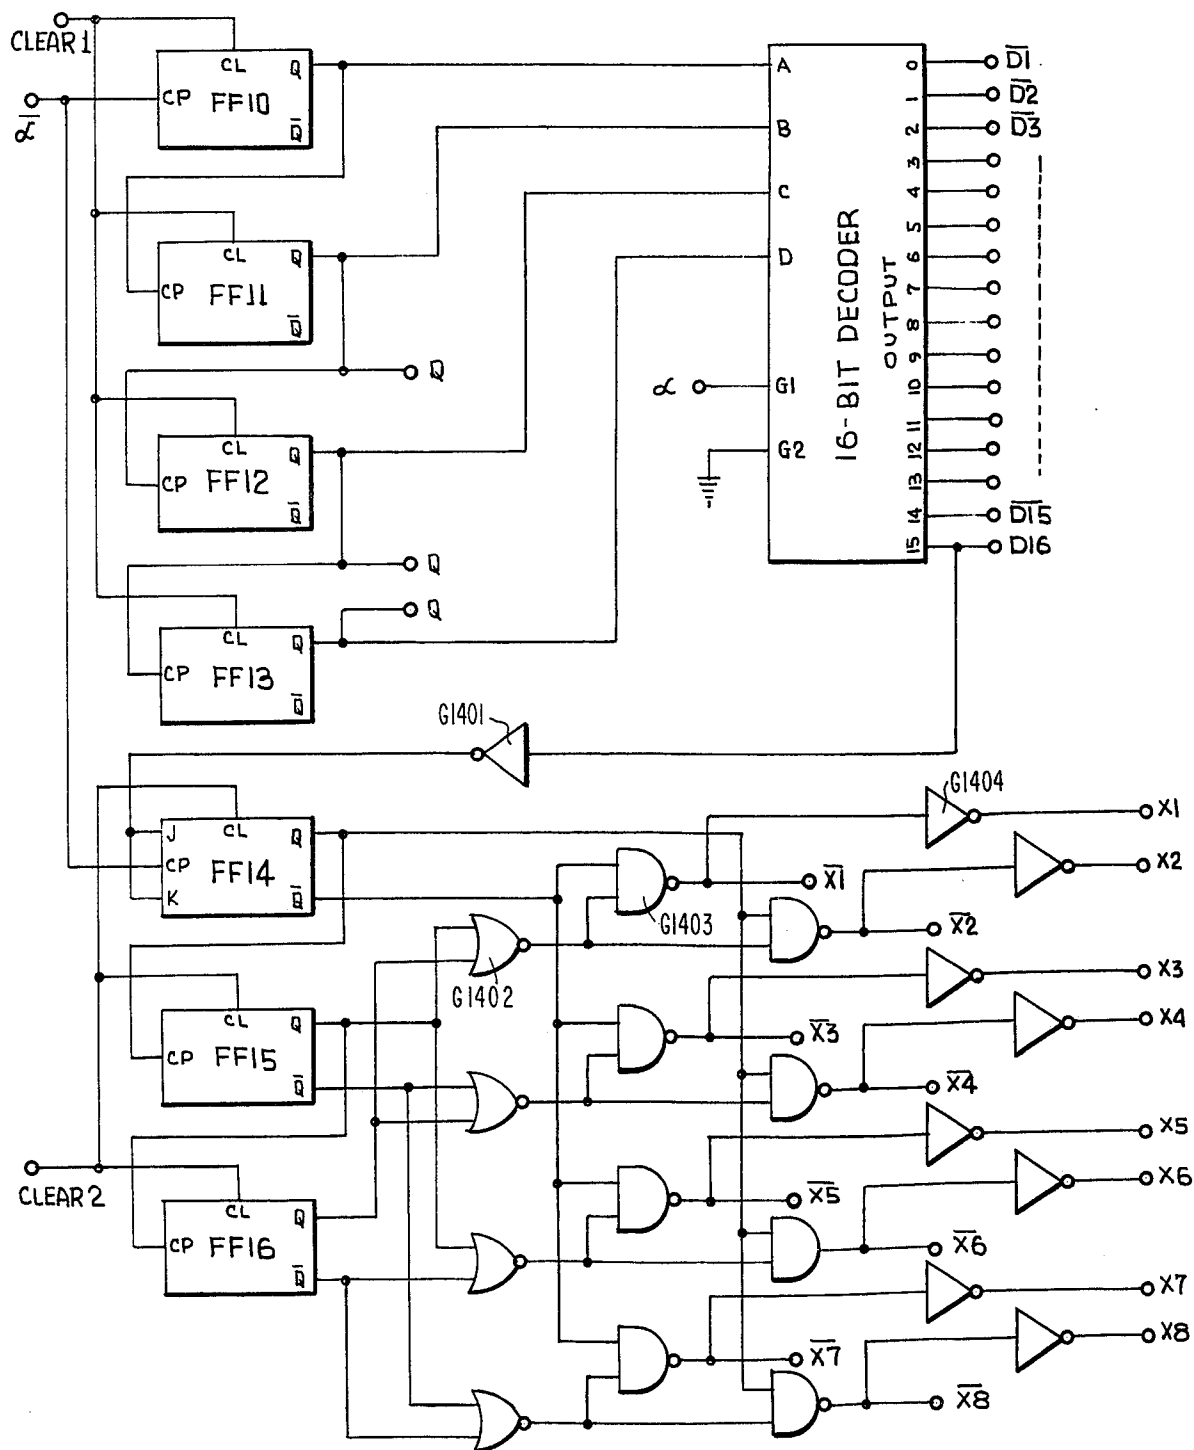 CLEAR 1
α̅
CL
Q
CP
FF10
Q̅
CL
Q
CP
FF11
Q̅
Q
CL
Q
CP
FF12
Q̅
Q
Q
CL
Q
CP
FF13
Q̅
A
B
C
D
α
G1
G2
16-BIT DECODER
OUTPUT
0
1
2
3
4
5
6
7
8
9
10
11
12
13
14
15
D̅1̅
D̅2̅
D̅3̅
D̅1̅5̅
D̅1̅6̅
G1401
J
CL
Q
CP
FF14
K
Q̅
CL
Q
CP
FF15
Q̅
CLEAR 2
CL
Q
CP
FF16
Q̅
G1402
G1403
G1404
X1
X2
X̅1̅
X̅2̅
X3
X4
X̅3̅
X̅4̅
X5
X6
X̅5̅
X̅6̅
X7
X8
X̅7̅
X̅8̅